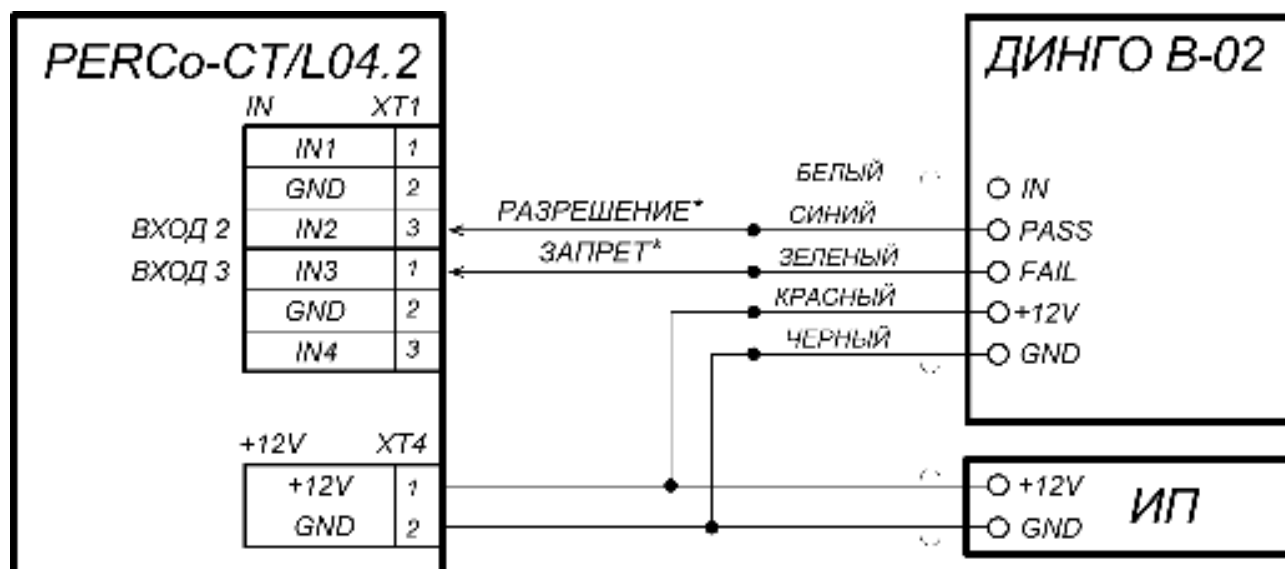 PERCo-CT/L04.2
IN XT1
IN1 1
GND 2
ВХОД 2 IN2 3
ВХОД 3 IN3 1
GND 2
IN4 3
+12V XT4
+12V 1
GND 2
РАЗРЕШЕНИЕ*
ЗАПРЕТ*
БЕЛЫЙ
СИНИЙ
ЗЕЛЕНЫЙ
КРАСНЫЙ
ЧЕРНЫЙ
ДИНГО В-02
IN
PASS
FAIL
+12V
GND
+12V
GND
ИП